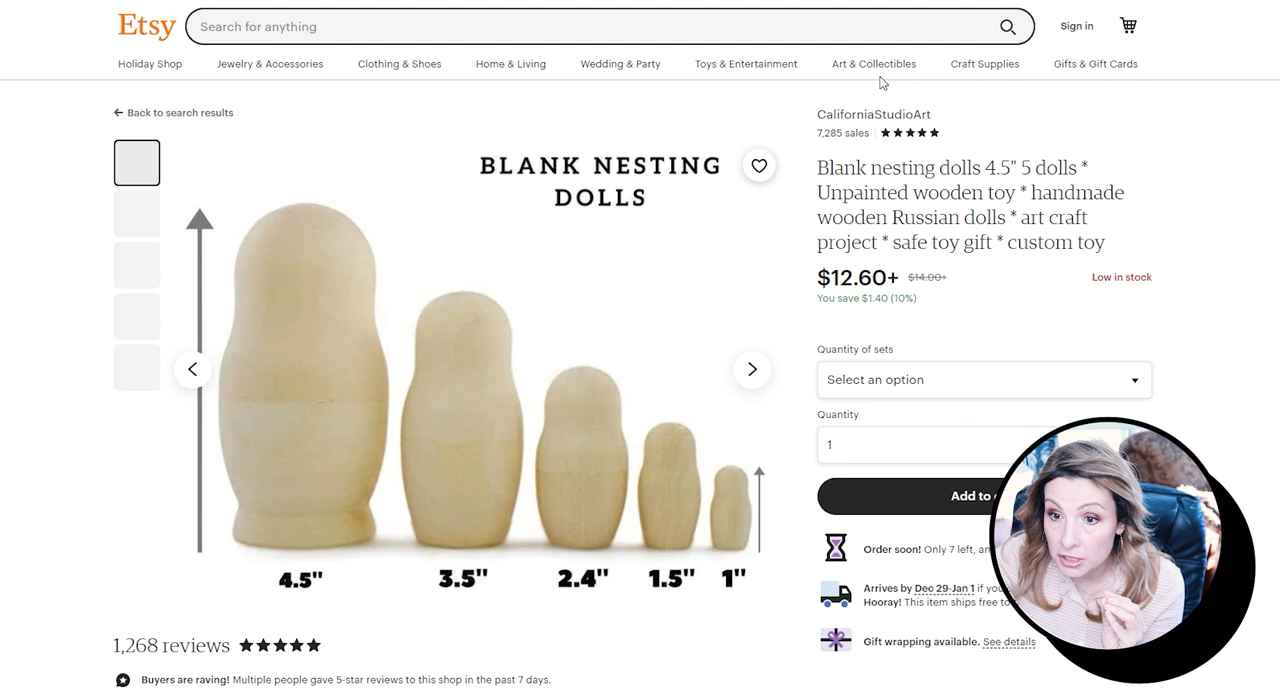 Etsy
Search for anything
Sign in
Holiday Shop
Jewelry & Accessories
Clothing & Shoes
Home & Living
Wedding & Party
Toys & Entertainment
Art & Collectibles
Craft Supplies
Gifts & Gift Cards
Back to search results
BLANK NESTING
DOLLS
4.5"
3.5"
2.4"
1.5"
1"
1,268 reviews
Buyers are raving! Multiple people gave 5-star reviews to this shop in the past 7 days.
CaliforniaStudioArt
7,285 sales
Blank nesting dolls 4.5" 5 dolls *
Unpainted wooden toy * handmade
wooden Russian dolls * art craft
project * safe toy gift * custom toy
$12.60+ $14.00+
Low in stock
You save $1.40 (10%)
Quantity of sets
Select an option
Quantity
1
Add to
Order soon! Only 7 left, an
Arrives by Dec 29-Jan 1 if you
Hooray! This item ships free to
Gift wrapping available. See details